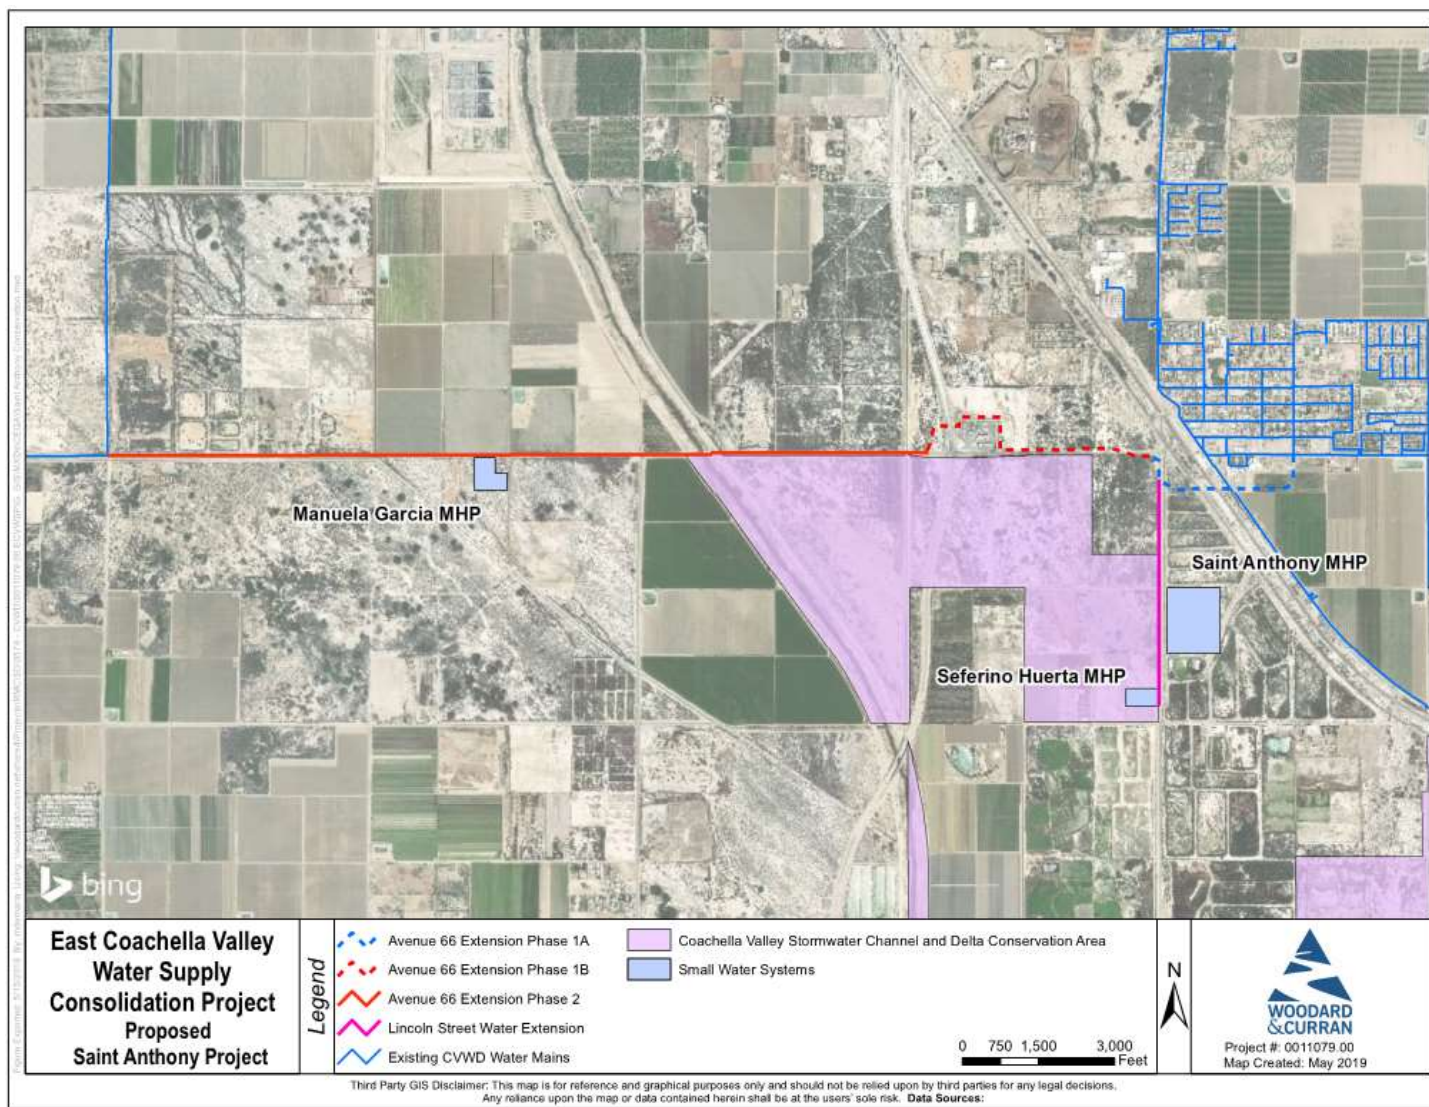 Manuela Garcia MHP
Saint Anthony MHP
Seferino Huerta MHP
bing
East Coachella Valley
Water Supply
Consolidation Project
Proposed
Saint Anthony Project
Legend
Avenue 66 Extension Phase 1A
Avenue 66 Extension Phase 1B
Avenue 66 Extension Phase 2
Lincoln Street Water Extension
Existing CVWD Water Mains
Coachella Valley Stormwater Channel and Delta Conservation Area
Small Water Systems
0 750 1,500 3,000
Feet
N
WOODARD
&CURRAN
Project #: 0011079.00
Map Created: May 2019
Third Party GIS Disclaimer: This map is for reference and graphical purposes only and should not be relied upon by third parties for any legal decisions.
Any reliance upon the map or data contained herein shall be at the users' sole risk. Data Sources: